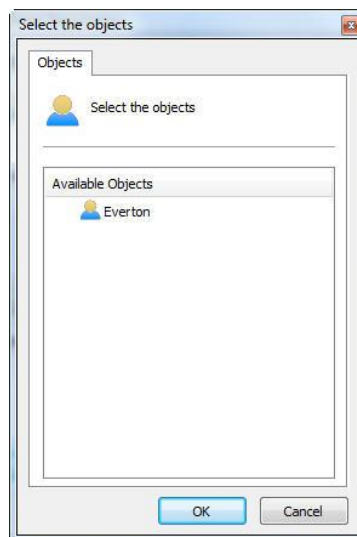 Select the objects
Objects
Select the objects
Available Objects
Everton
OK
Cancel